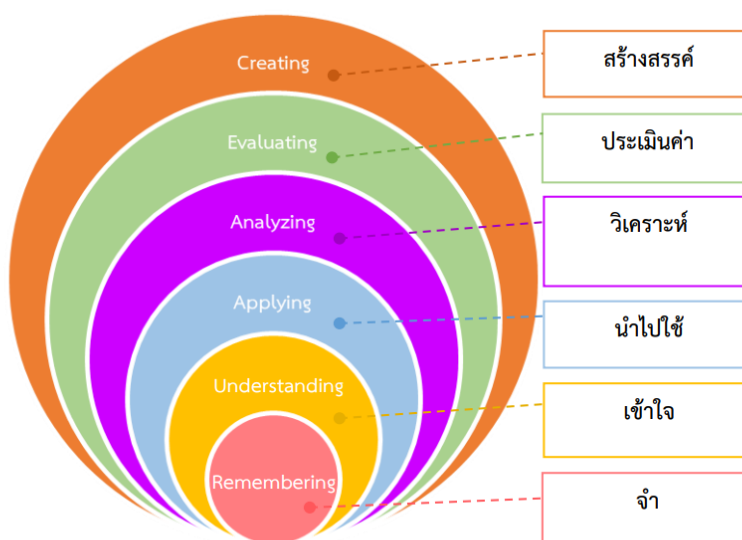 Creating
สร้างสรรค์
Evaluating
ประเมินค่า
Analyzing
วิเคราะห์
Applying
นำไปใช้
Understanding
เข้าใจ
Remembering
จำ